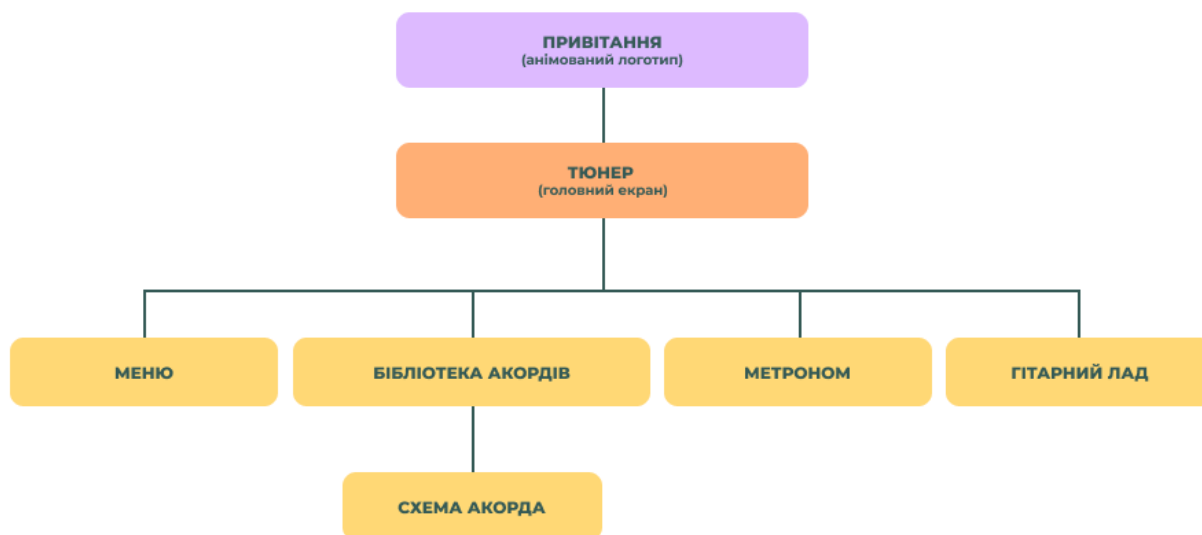 ПРИВІТАННЯ
(анімований логотип)
ТЮНЕР
(головний екран)
МЕНЮ
БІБЛІОТЕКА АКОРДІВ
МЕТРОНОМ
ГІТАРНИЙ ЛАД
СХЕМА АКОРДА